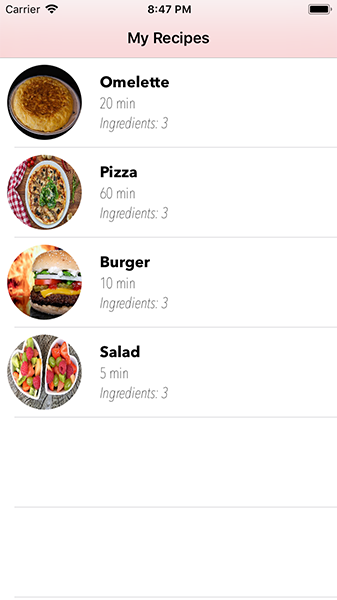 Carrier 8:47 PM
My Recipes
Omelette
20 min
Ingredients: 3
Pizza
60 min
Ingredients: 3
Burger
10 min
Ingredients: 3
Salad
5 min
Ingredients: 3